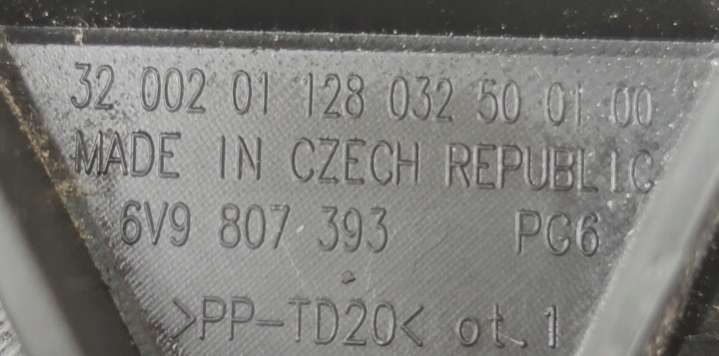 32 002 01 128 032 50 01 00
MADE IN CZECH REPUBLIC
6V9 807 393 PG6
>PP-TD20< ot.1